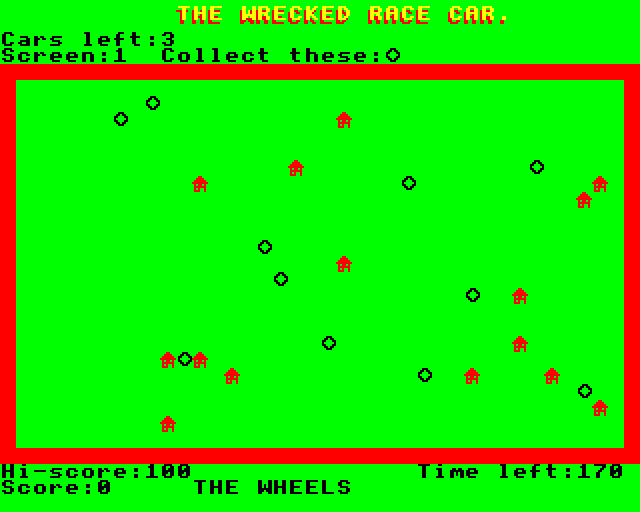 THE WRECKED RACE CAR.
Cars left:3
Screen:1 Collect these:
Hi-score:100 Time left:170
Score:0 THE WHEELS